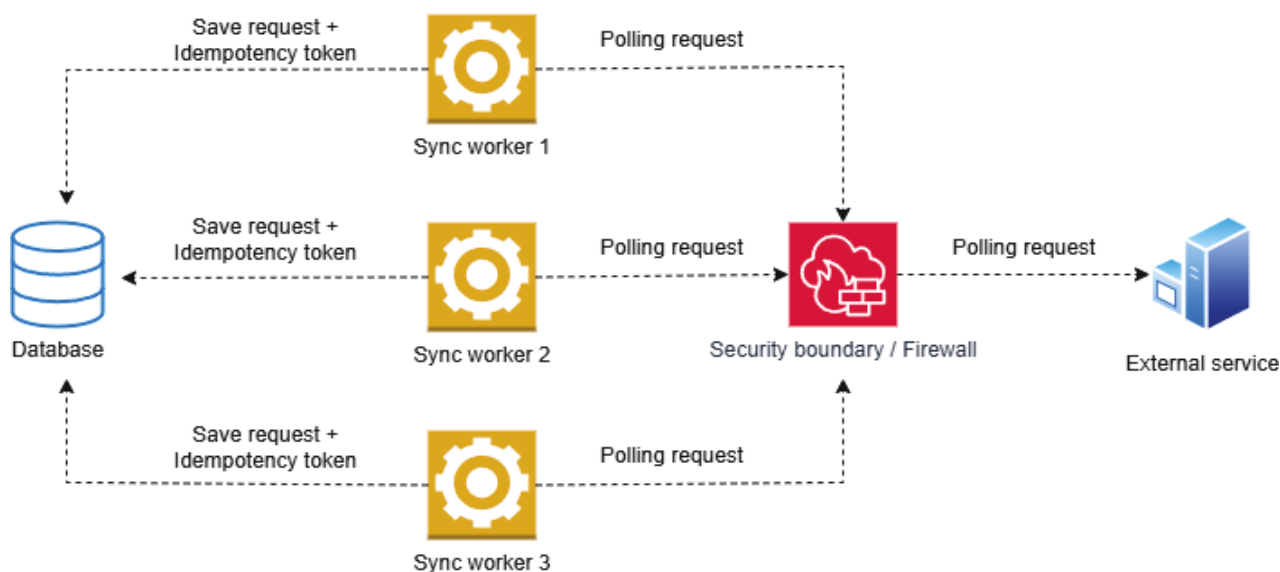 Save request +
Idempotency token
Polling request
Sync worker 1
Save request +
Idempotency token
Polling request
Polling request
Database
Sync worker 2
Security boundary / Firewall
External service
Save request +
Idempotency token
Polling request
Sync worker 3